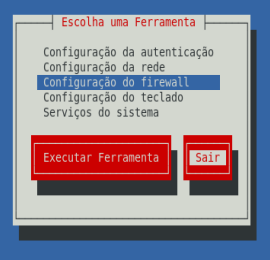 Escolha uma Ferramenta
Configuração da autenticação
Configuração da rede
Configuração do firewall
Configuração do teclado
Serviços do sistema
Executar Ferramenta
Sair